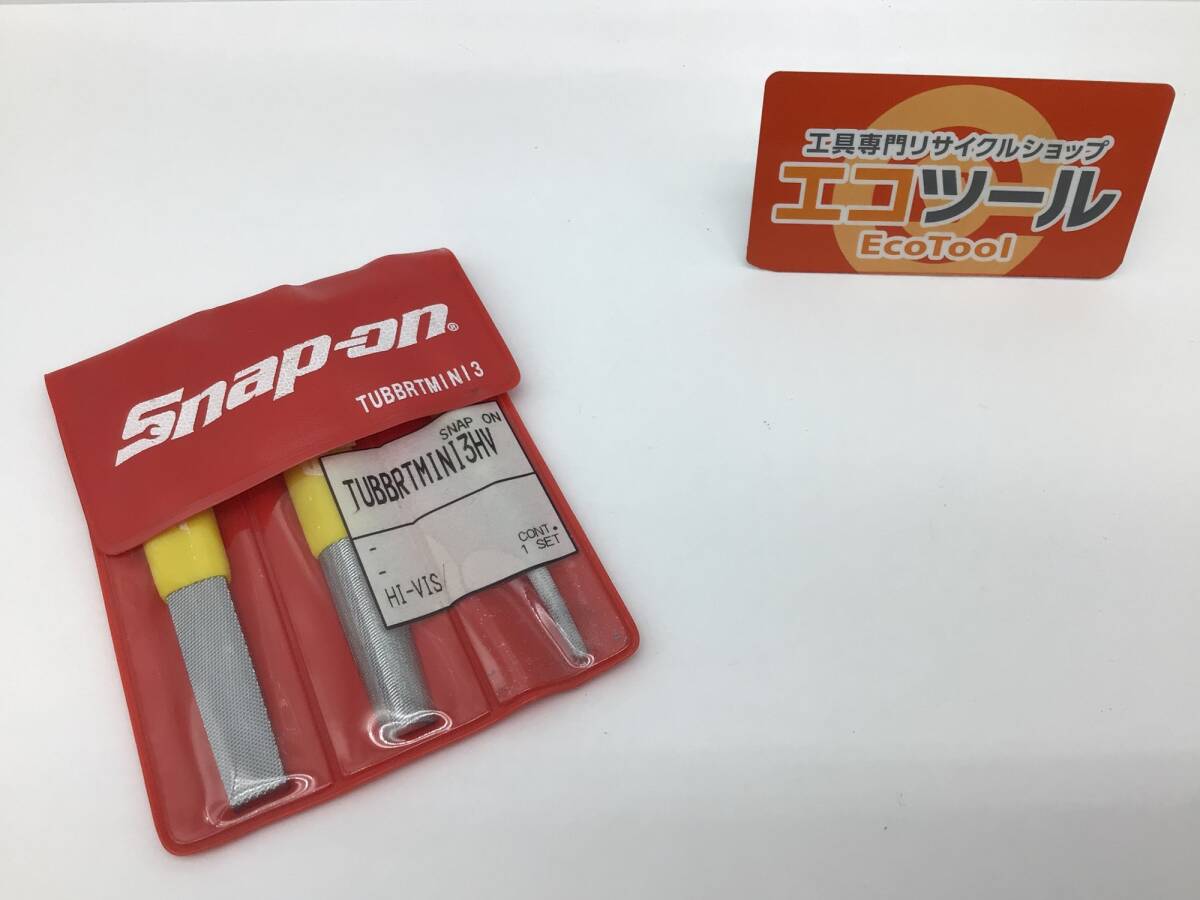 工具専門リサイクルショップ
エコツール
EcoTool
Snap-on®
TUBBRTMINI3
SNAP ON
TUBBRTMINI3HV
-
-
CONT.
1 SET
HI-VIS/